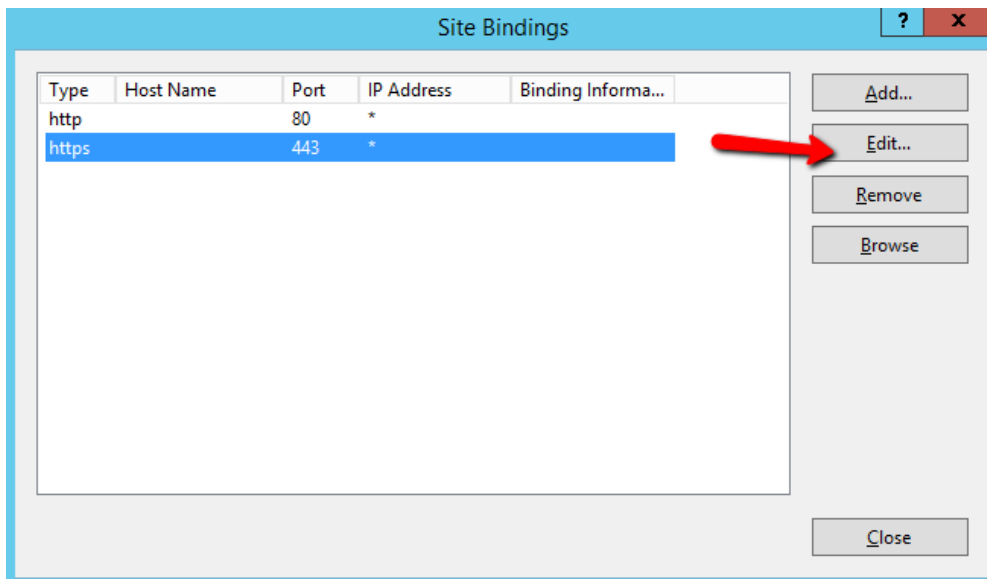 Site Bindings
? x
Type Host Name Port IP Address Binding Informa...
http 80 *
https 443 *
Add...
Edit...
Remove
Browse
Close